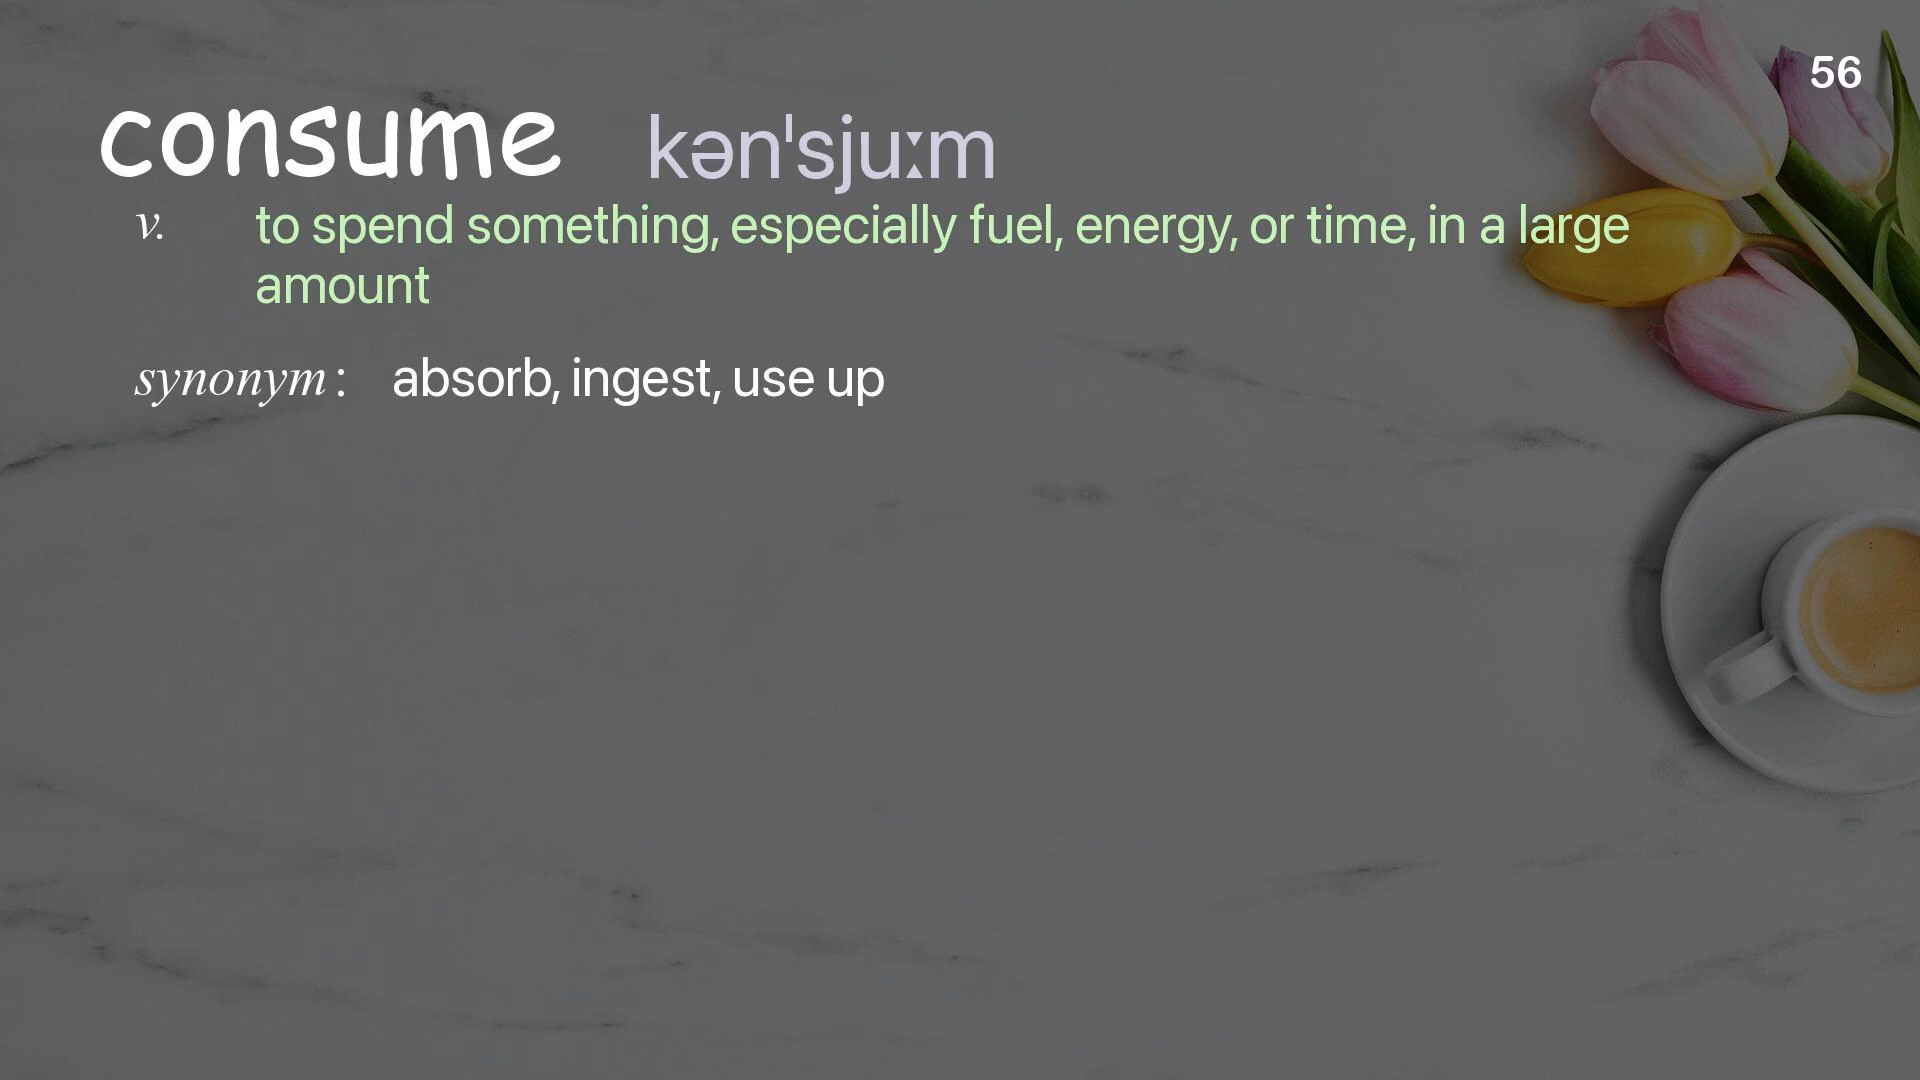 56
consume kən'sjuːm
v. to spend something, especially fuel, energy, or time, in a large
amount
synonym : absorb, ingest, use up